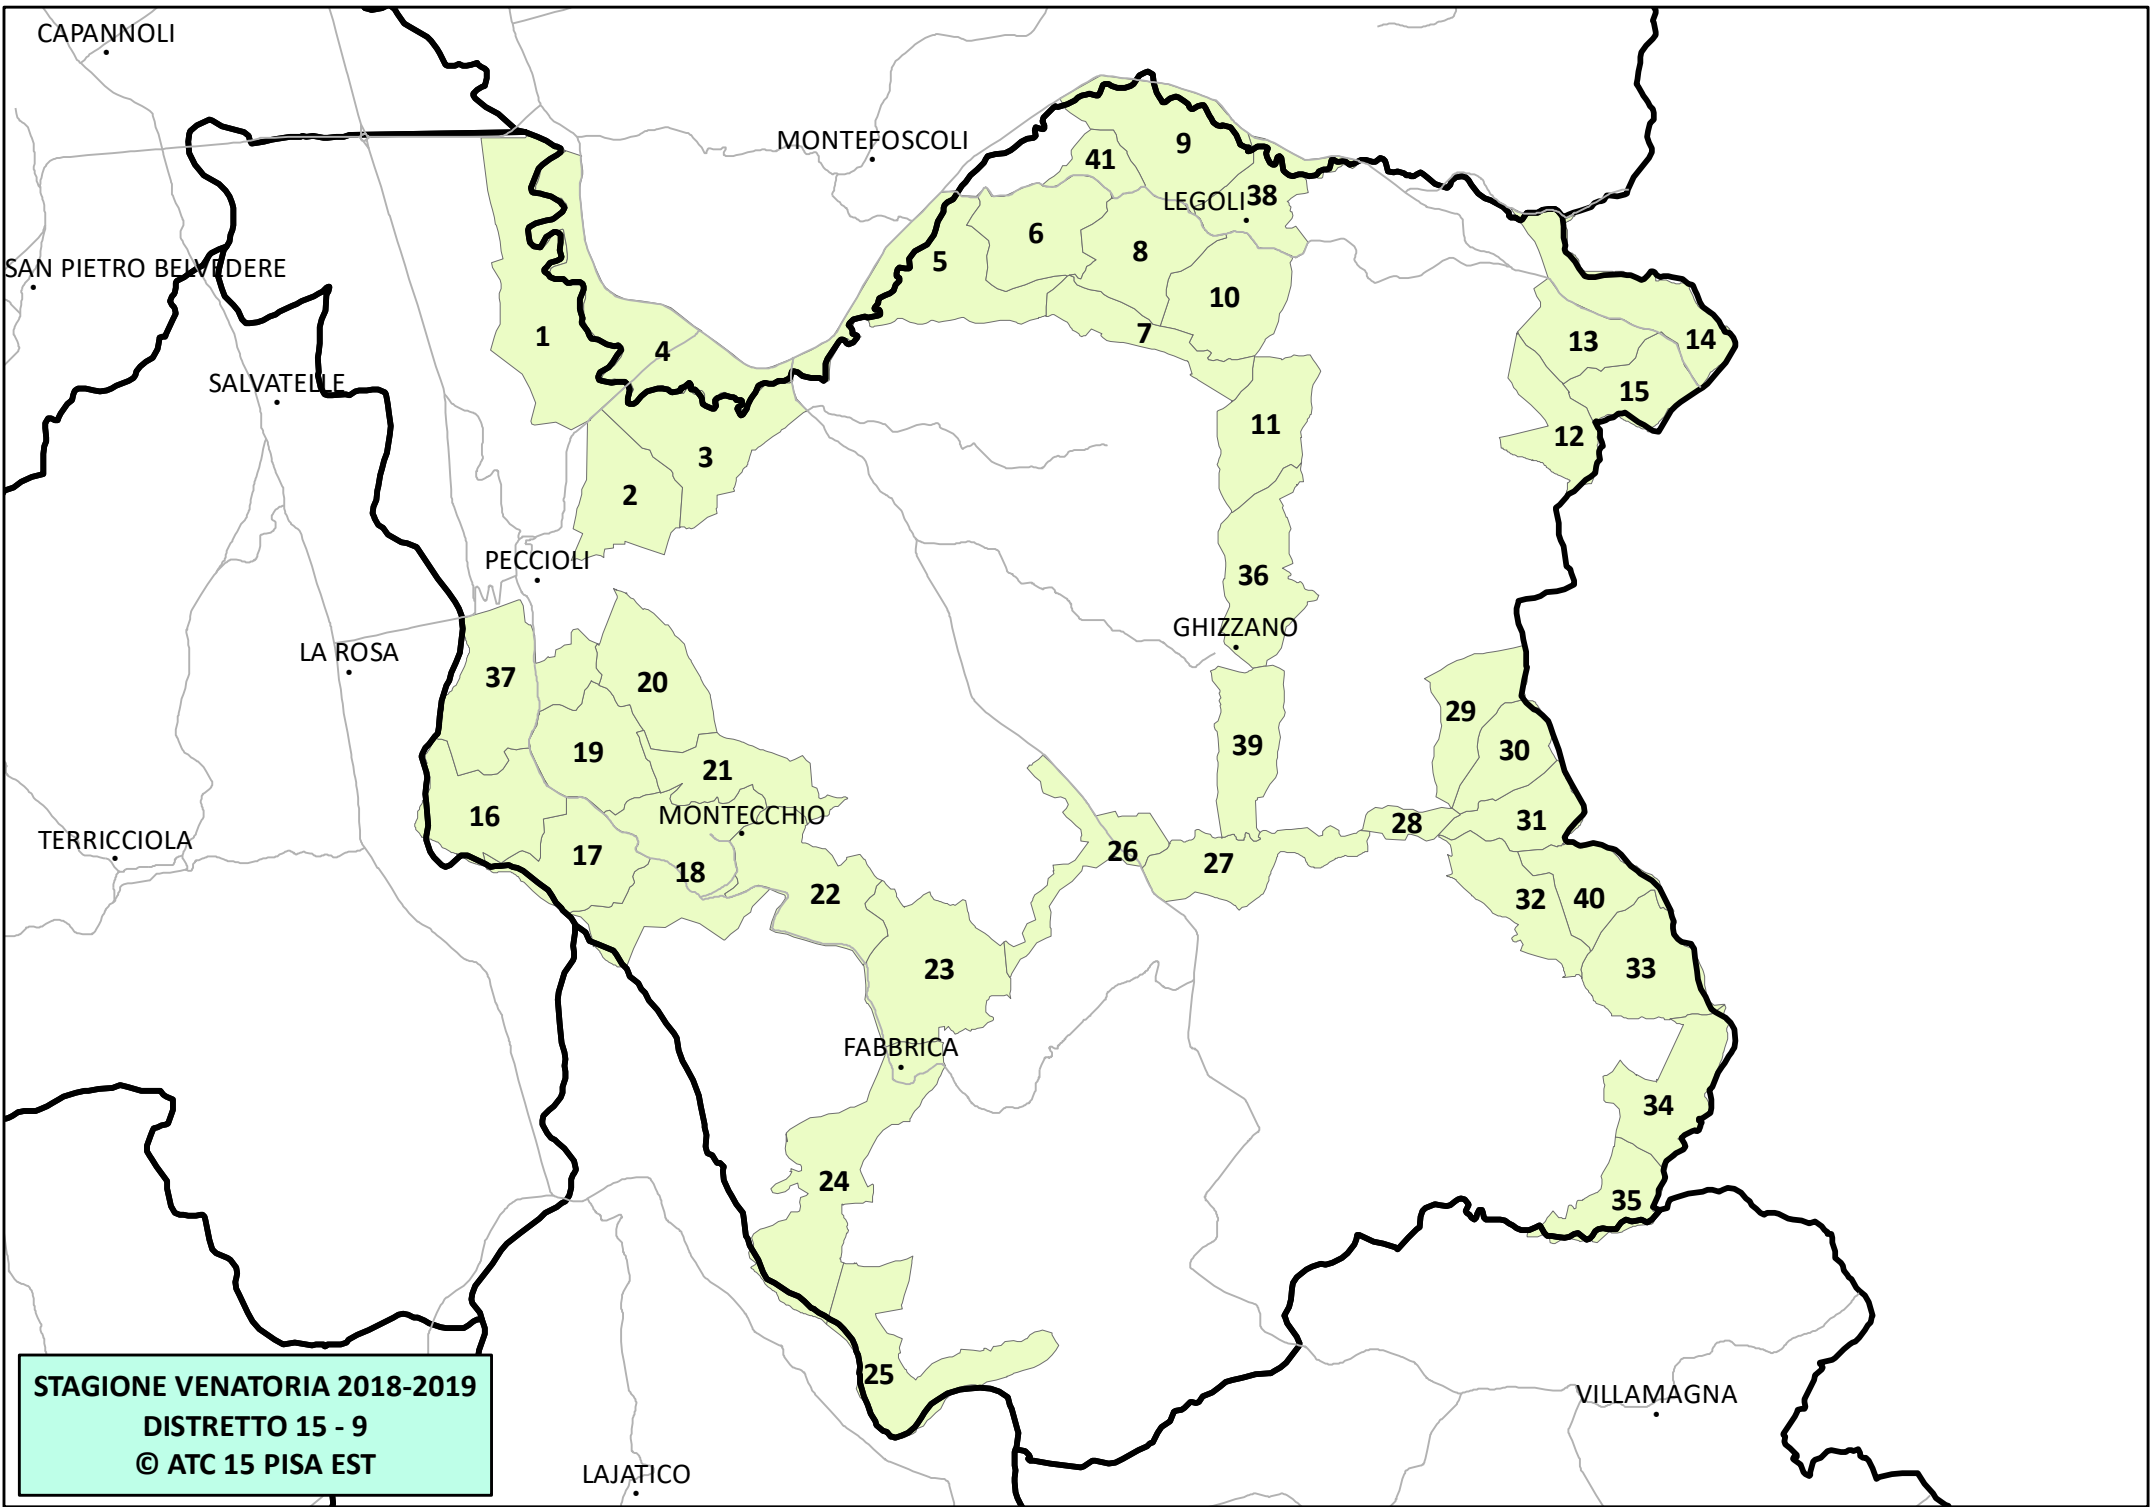 CAPANNOLI
MONTEFOSCOLI
9
41
38
LEGOLI
6
8
5
SAN PIETRO BELVEDERE
10
1
7
4
13
14
SALVATELLE
15
11
12
3
2
PECCIOLI
36
GHIZZANO
LA ROSA
37
20
29
39
30
19
21
16
MONTECCHIO
31
28
TERRICCIOLA
26
17
27
18
22
32
40
23
33
FABBRICA
34
24
35
25
STAGIONE VENATORIA 2018-2019
DISTRETTO 15 - 9
© ATC 15 PISA EST
VILLAMAGNA
LAJATICO